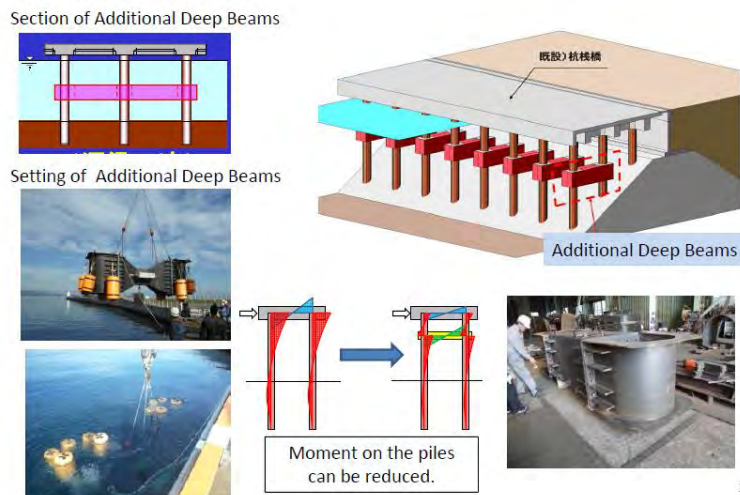 Section of Additional Deep Beams
既設）杭桟橋
Setting of Additional Deep Beams
Additional Deep Beams
Moment on the piles
can be reduced.